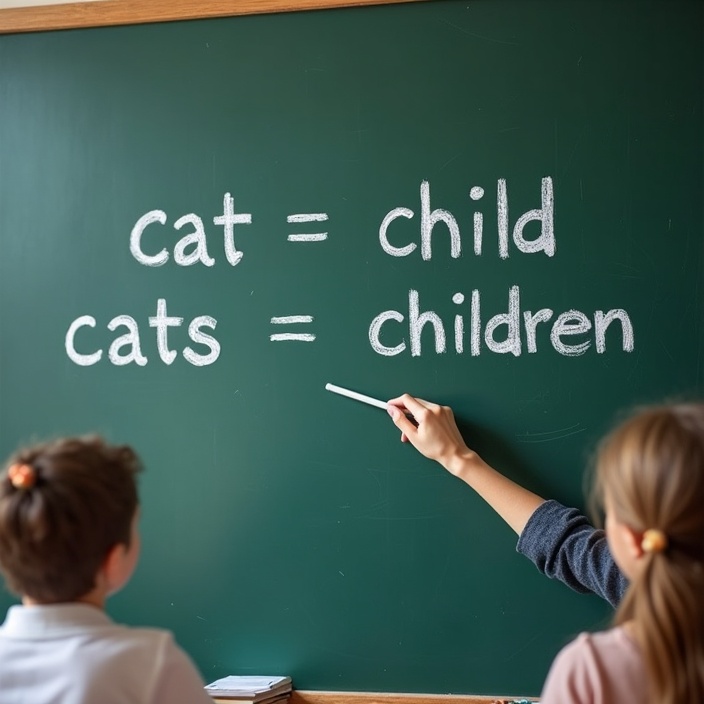 cat = child
cats = children